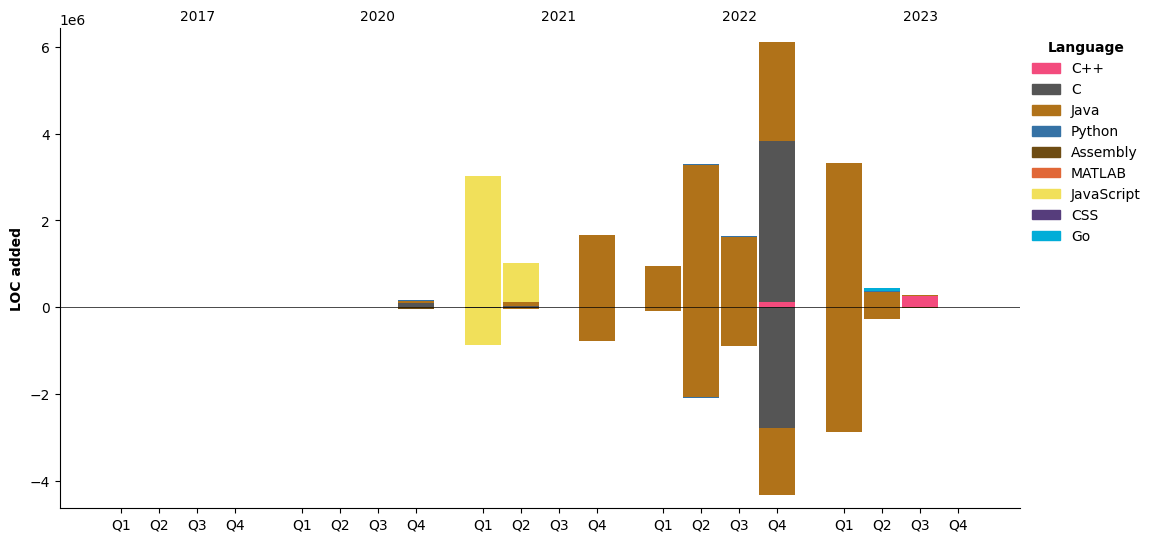 2017 2020 2021 2022 2023
1e6
6
4
2
0
−2
−4
LOC added
Q1 Q2 Q3 Q4 Q1 Q2 Q3 Q4 Q1 Q2 Q3 Q4 Q1 Q2 Q3 Q4 Q1 Q2 Q3 Q4
Language
C++
C
Java
Python
Assembly
MATLAB
JavaScript
CSS
Go